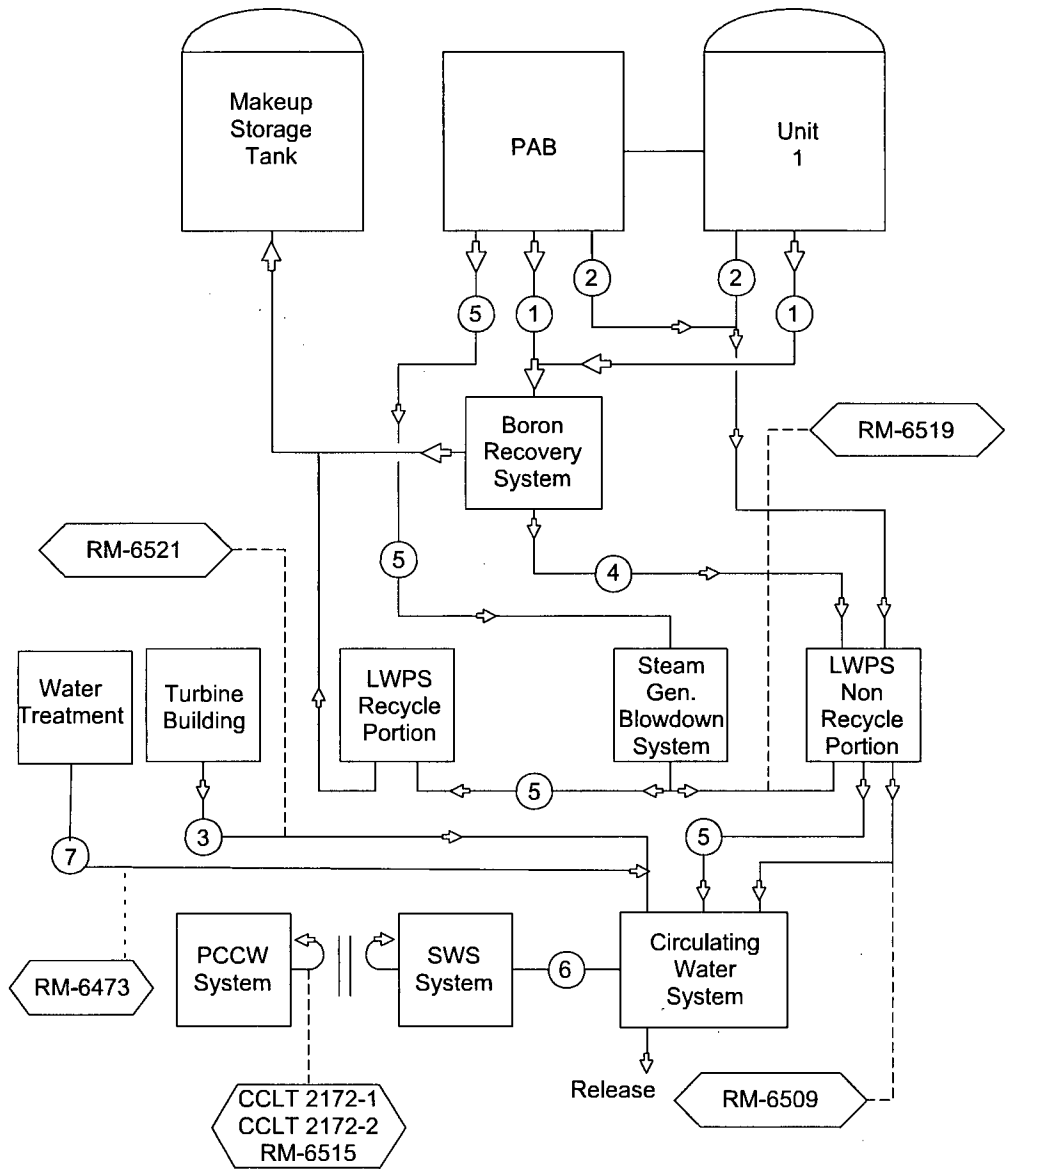 Makeup
Storage
Tank
PAB
Unit
1
2
2
5
1
1
Boron
Recovery
System
RM-6519
RM-6521
5
4
Water
Treatment
Turbine
Building
LWPS
Recycle
Portion
Steam
Gen.
Blowdown
System
LWPS
Non
Recycle
Portion
5
3
5
7
PCCW
System
SWS
System
6
Circulating
Water
System
RM-6473
Release
RM-6509
CCLT 2172-1
CCLT 2172-2
RM-6515